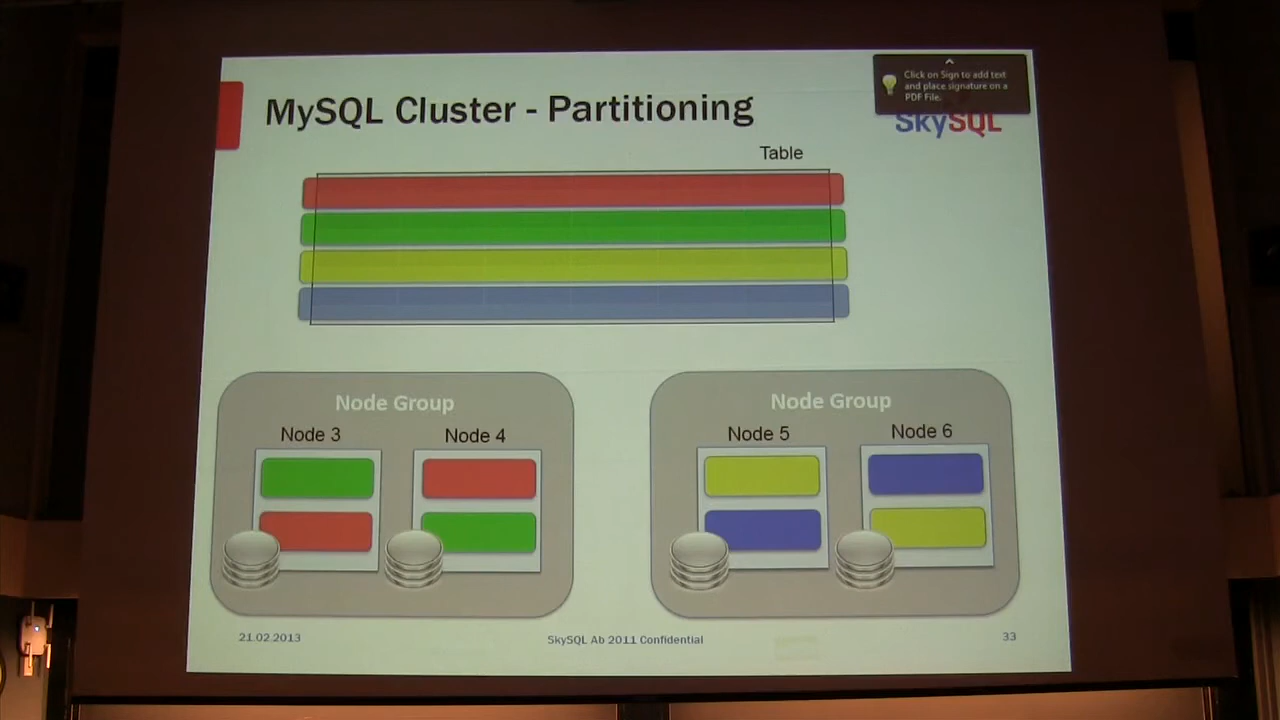 MySQL Cluster - Partitioning
Click on Sign to add text
and place signature on a
PDF File.
SkySQL
Table
Node Group
Node 3
Node 4
Node Group
Node 5
Node 6
21.02.2013
SkySQL Ab 2011 Confidential
33